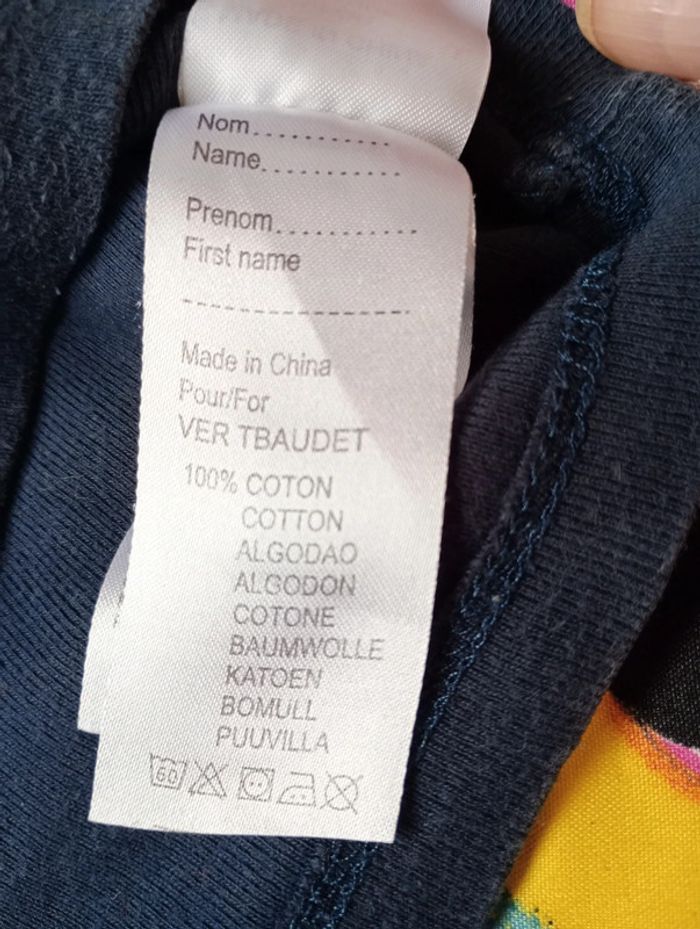 Nom...........
Name...........
Prenom...........
First name
-----------------------
Made in China
Pour/For
VER TBAUDET
100% COTON
COTTON
ALGODAO
ALGODON
COTONE
BAUMWOLLE
KATOEN
BOMULL
PUUVILLA
60